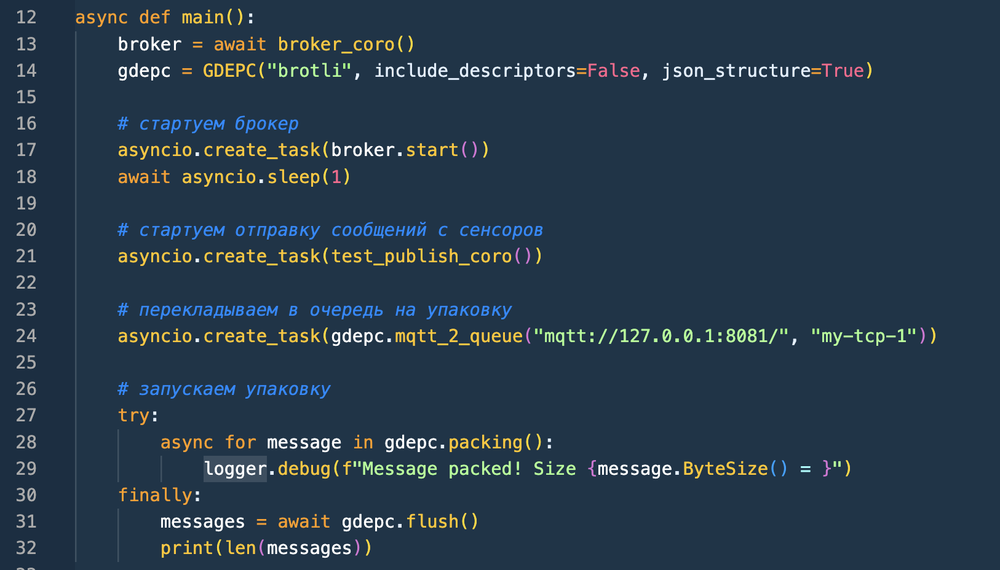 12 async def main():
13 broker = await broker_coro()
14 gdepc = GDEPC("brotli", include_descriptors=False, json_structure=True)
15
16 # стартуем брокер
17 asyncio.create_task(broker.start())
18 await asyncio.sleep(1)
19
20 # стартуем отправку сообщений с сенсоров
21 asyncio.create_task(test_publish_coro())
22
23 # перекладываем в очередь на упаковку
24 asyncio.create_task(gdepc.mqtt_2_queue("mqtt://127.0.0.1:8081/", "my-tcp-1"))
25
26 # запускаем упаковку
27 try:
28 async for message in gdepc.packing():
29 logger.debug(f"Message packed! Size {message.ByteSize() = }")
30 finally:
31 messages = await gdepc.flush()
32 print(len(messages))